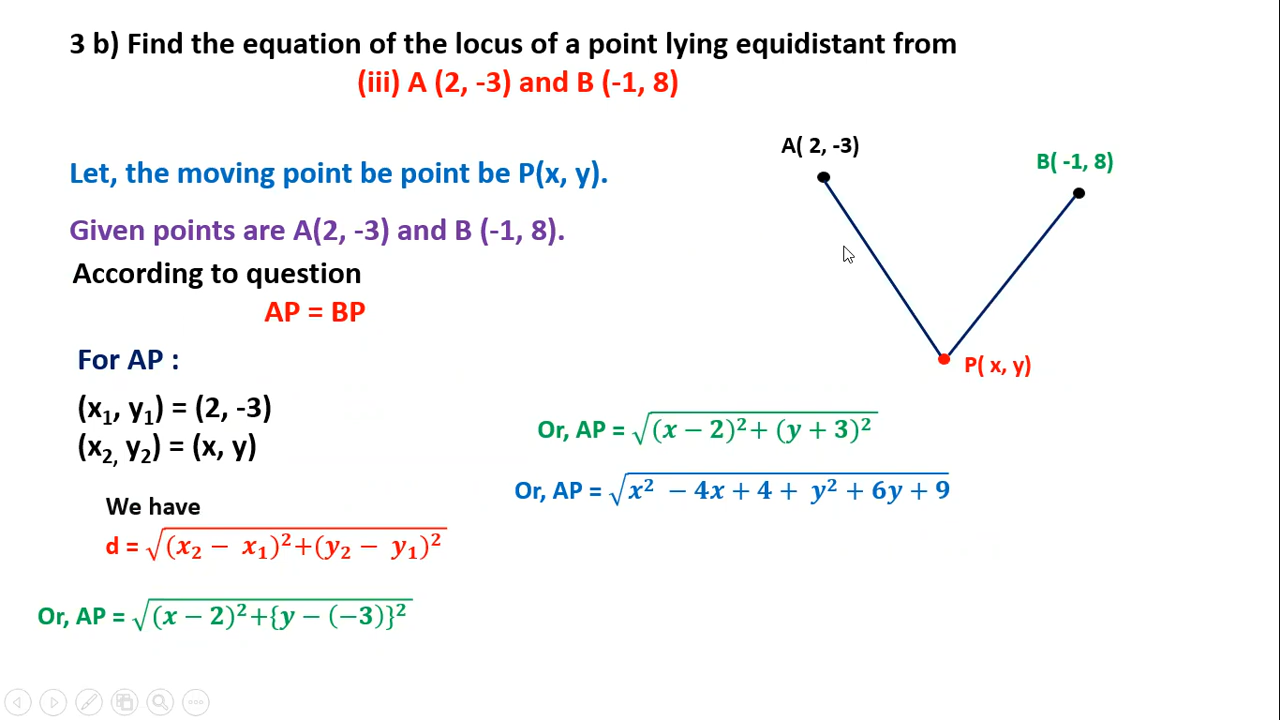 3 b) Find the equation of the locus of a point lying equidistant from
(iii) A (2, -3) and B (-1, 8)
A( 2, -3)
B( -1, 8)
Let, the moving point be point be P(x, y).
Given points are A(2, -3) and B (-1, 8).
According to question
AP = BP
For AP :
P( x, y)
(x₁, y₁) = (2, -3)
(x₂, y₂) = (x, y)
We have
d = √(x₂ − x₁)²+(y₂ − y₁)²
Or, AP = √(x − 2)²+{y − (−3)}²
Or, AP = √(x − 2)²+ (y + 3)²
Or, AP = √x² − 4x + 4 + y² + 6y + 9